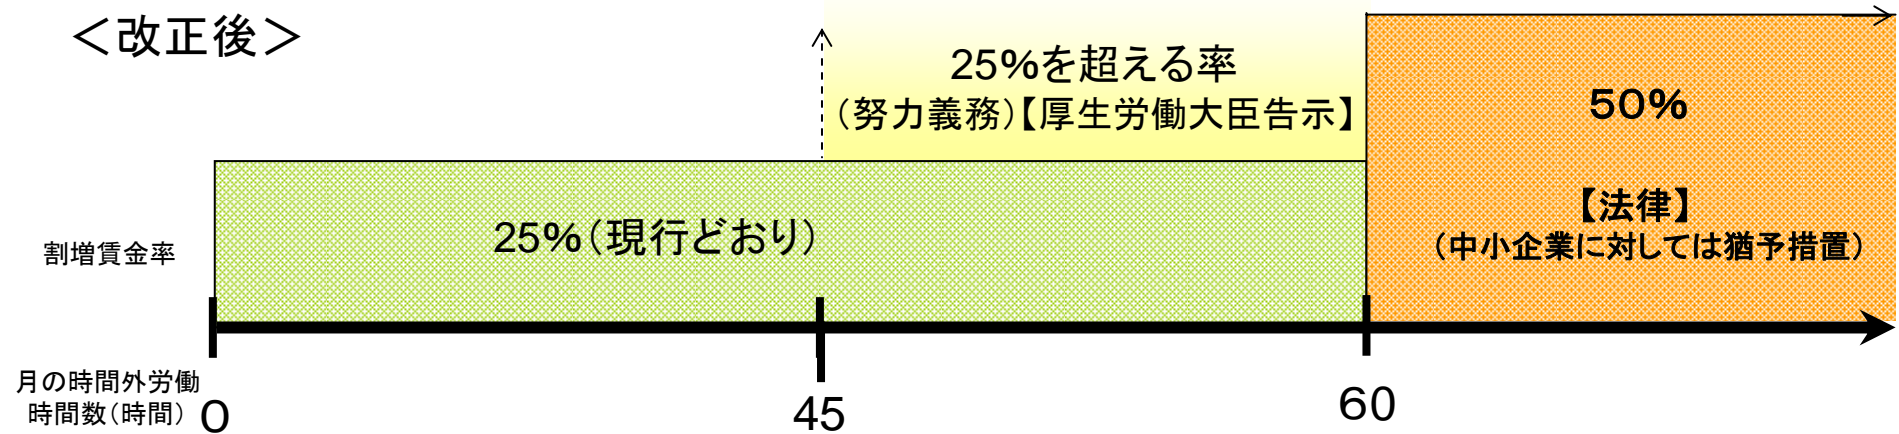 ＜改正後＞
25%を超える率
（努力義務）【厚生労働大臣告示】
50%
【法律】
（中小企業に対しては猶予措置）
25%（現行どおり）
割増賃金率
月の時間外労働
時間数（時間）
0
45
60